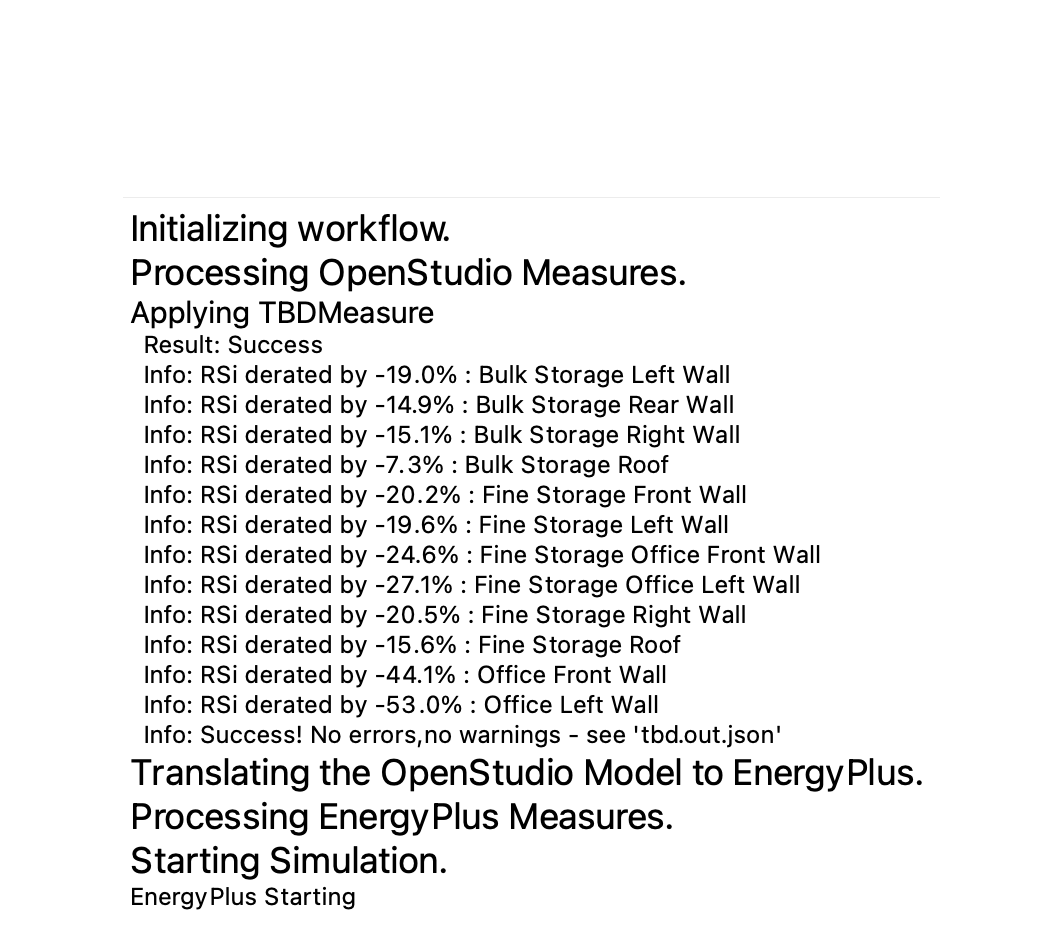 Initializing workflow.
Processing OpenStudio Measures.
Applying TBDMeasure
Result: Success
Info: RSi derated by -19.0% : Bulk Storage Left Wall
Info: RSi derated by -14.9% : Bulk Storage Rear Wall
Info: RSi derated by -15.1% : Bulk Storage Right Wall
Info: RSi derated by -7.3% : Bulk Storage Roof
Info: RSi derated by -20.2% : Fine Storage Front Wall
Info: RSi derated by -19.6% : Fine Storage Left Wall
Info: RSi derated by -24.6% : Fine Storage Office Front Wall
Info: RSi derated by -27.1% : Fine Storage Office Left Wall
Info: RSi derated by -20.5% : Fine Storage Right Wall
Info: RSi derated by -15.6% : Fine Storage Roof
Info: RSi derated by -44.1% : Office Front Wall
Info: RSi derated by -53.0% : Office Left Wall
Info: Success! No errors,no warnings - see 'tbd.out.json'
Translating the OpenStudio Model to EnergyPlus.
Processing EnergyPlus Measures.
Starting Simulation.
EnergyPlus Starting